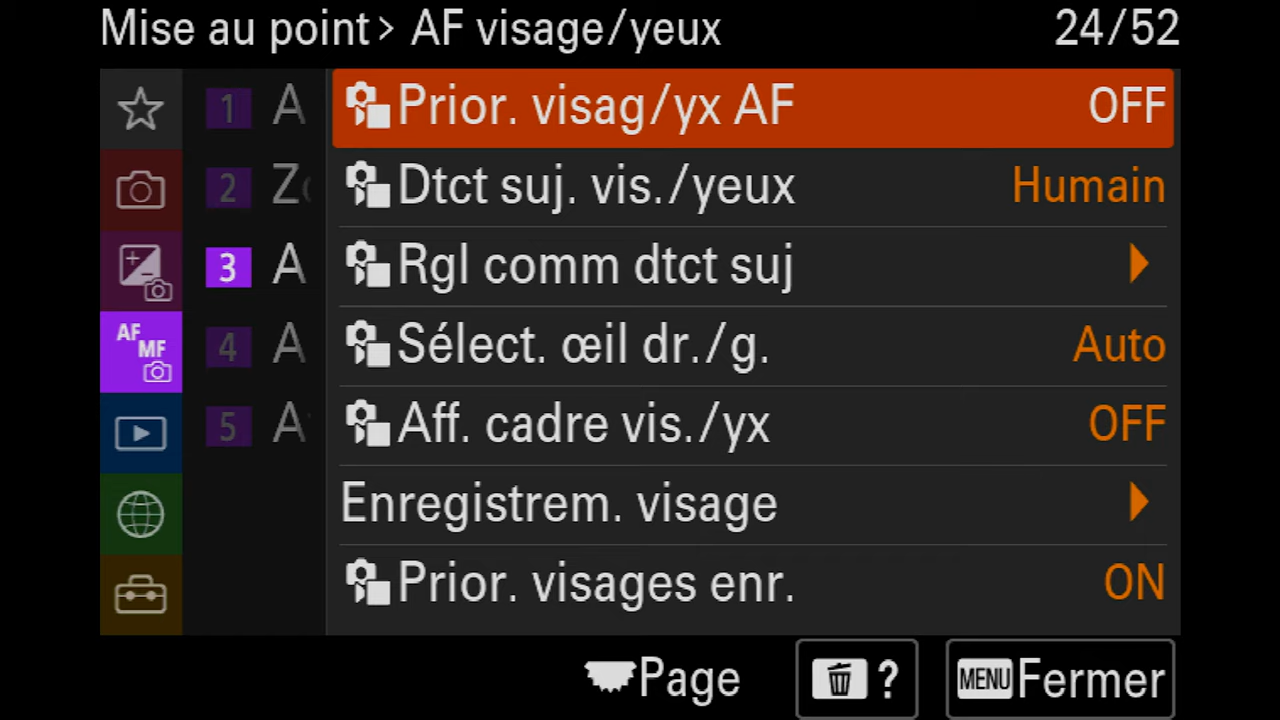 Mise au point> AF visage/yeux 24/52
1 A
2 Z
3 A
4 A
5 A
AF MF
Prior. visag/yx AF OFF
Dtct suj. vis./yeux Humain
Rgl comm dtct suj
Sélect. œil dr./g. Auto
Aff. cadre vis./yx OFF
Enregistrem. visage
Prior. visages enr. ON
Page ? MENU Fermer